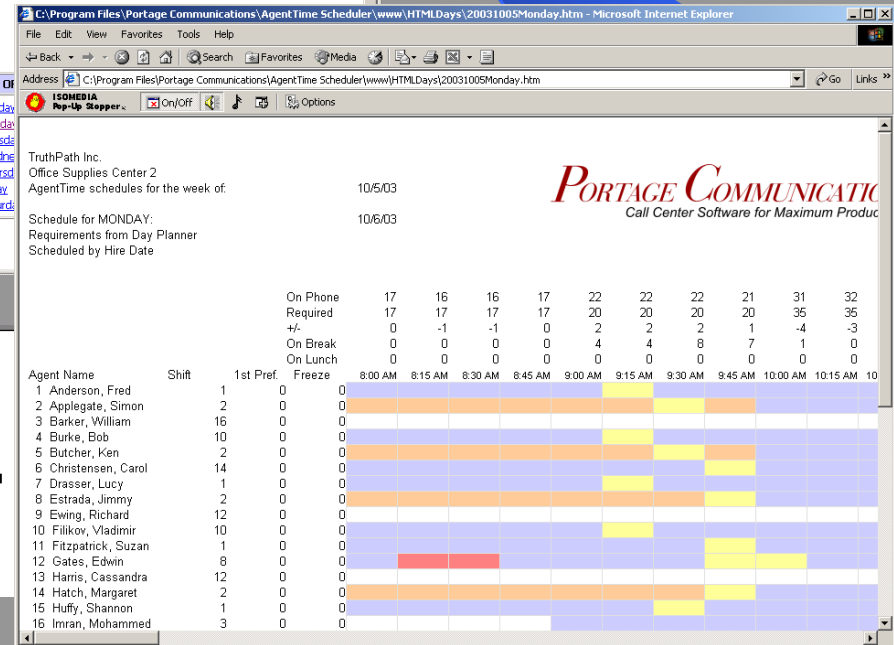 C:\Program Files\Portage Communications\AgentTime Scheduler\www\HTMLDays\20031005Monday.htm - Microsoft Internet Explorer
File Edit View Favorites Tools Help
Back Search Favorites Media
Address C:\Program Files\Portage Communications\AgentTime Scheduler\www\HTMLDays\20031005Monday.htm Go Links »
ISOMEDIA Pop-Up Stopper On/Off Options
TruthPath Inc.
Office Supplies Center 2
AgentTime schedules for the week of: 10/5/03
PORTAGE COMMUNICATIO
Call Center Software for Maximum Produc
Schedule for MONDAY: 10/6/03
Requirements from Day Planner
Scheduled by Hire Date
On Phone 17 16 16 17 22 22 22 21 31 32
Required 17 17 17 17 20 20 20 20 35 35
+/- 0 -1 -1 0 2 2 2 1 -4 -3
On Break 0 0 0 0 4 4 8 7 1 0
On Lunch 0 0 0 0 0 0 0 0 0 0
Agent Name Shift 1st Pref. Freeze 8:00 AM 8:15 AM 8:30 AM 8:45 AM 9:00 AM 9:15 AM 9:30 AM 9:45 AM 10:00 AM 10:15 AM 10
1 Anderson, Fred 1 0 0
2 Applegate, Simon 2 0 0
3 Barker, William 16 0 0
4 Burke, Bob 10 0 0
5 Butcher, Ken 2 0 0
6 Christensen, Carol 14 0 0
7 Drasser, Lucy 1 0 0
8 Estrada, Jimmy 2 0 0
9 Ewing, Richard 12 0 0
10 Filikov, Vladimir 10 0 0
11 Fitzpatrick, Suzan 1 0 0
12 Gates, Edwin 8 0 0
13 Harris, Cassandra 12 0 0
14 Hatch, Margaret 2 0 0
15 Huffy, Shannon 1 0 0
16 Imran, Mohammed 3 0 0